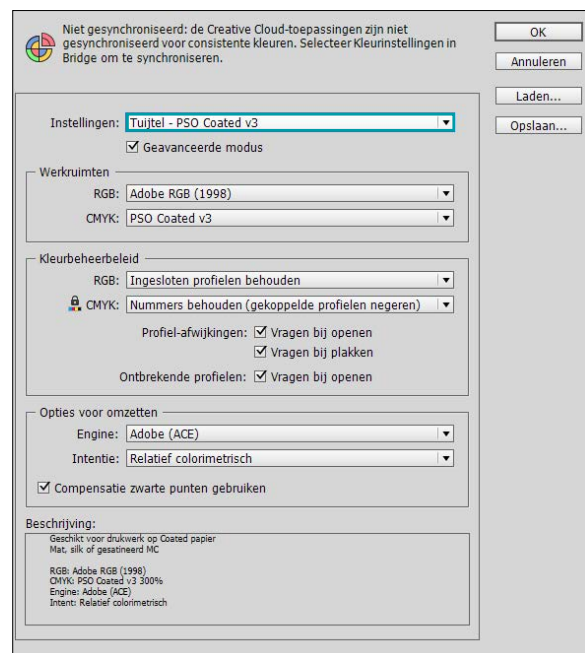 Niet gesynchroniseerd: de Creative Cloud-toepassingen zijn niet
gesynchroniseerd voor consistente kleuren. Selecteer Kleurinstellingen in
Bridge om te synchroniseren.
OK
Annuleren
Laden...
Opslaan...
Instellingen: Tuijtel - PSO Coated v3
Geavanceerde modus
Werkruimten
RGB: Adobe RGB (1998)
CMYK: PSO Coated v3
Kleurbeheerbeleid
RGB: Ingesloten profielen behouden
CMYK: Nummers behouden (gekoppelde profielen negeren)
Profiel-afwijkingen: Vragen bij openen
Vragen bij plakken
Ontbrekende profielen: Vragen bij openen
Opties voor omzetten
Engine: Adobe (ACE)
Intentie: Relatief colorimetrisch
Compensatie zwarte punten gebruiken
Beschrijving:
Geschikt voor drukwerk op Coated papier
Mat, silk of gesatineerd MC
RGB: Adobe RGB (1998)
CMYK: PSO Coated v3 300%
Engine: Adobe (ACE)
Intent: Relatief colorimetrisch